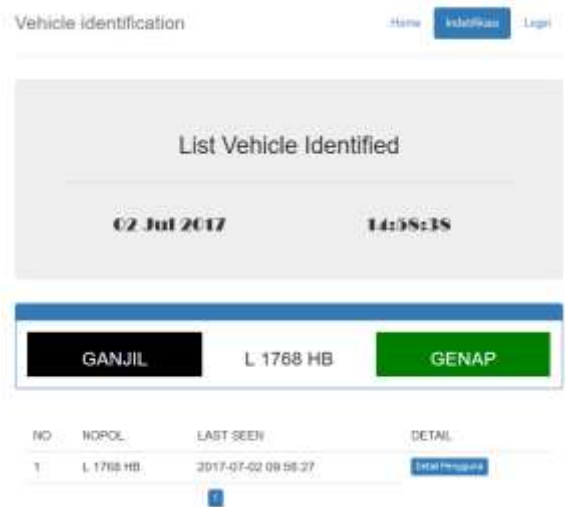 Vehicle identification Home Indetifikasi Login
List Vehicle Identified
02 Jul 2017 14:58:38
GANJIL L 1768 HB GENAP
NO NOPOL LAST SEEN DETAIL
1 L 1768 HB 2017-07-02 09:56:27 Detail Pengguna
1